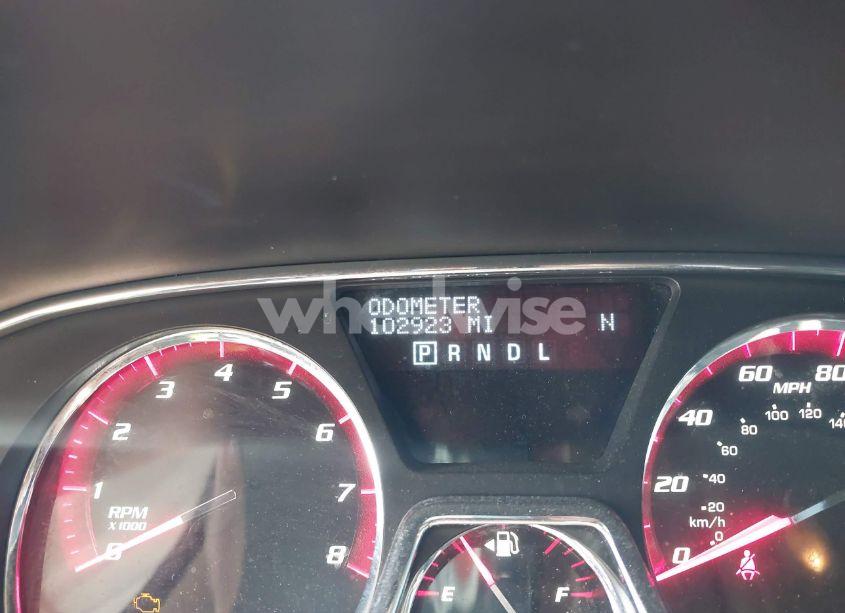 wheelwise
ODOMETER
102923 MI N
P R N D L
1 2 3 4 5 6 7 8
RPM
X1000
0
E F
0 20 40 60 80
MPH
0 20 40 60 80 100 120
km/h